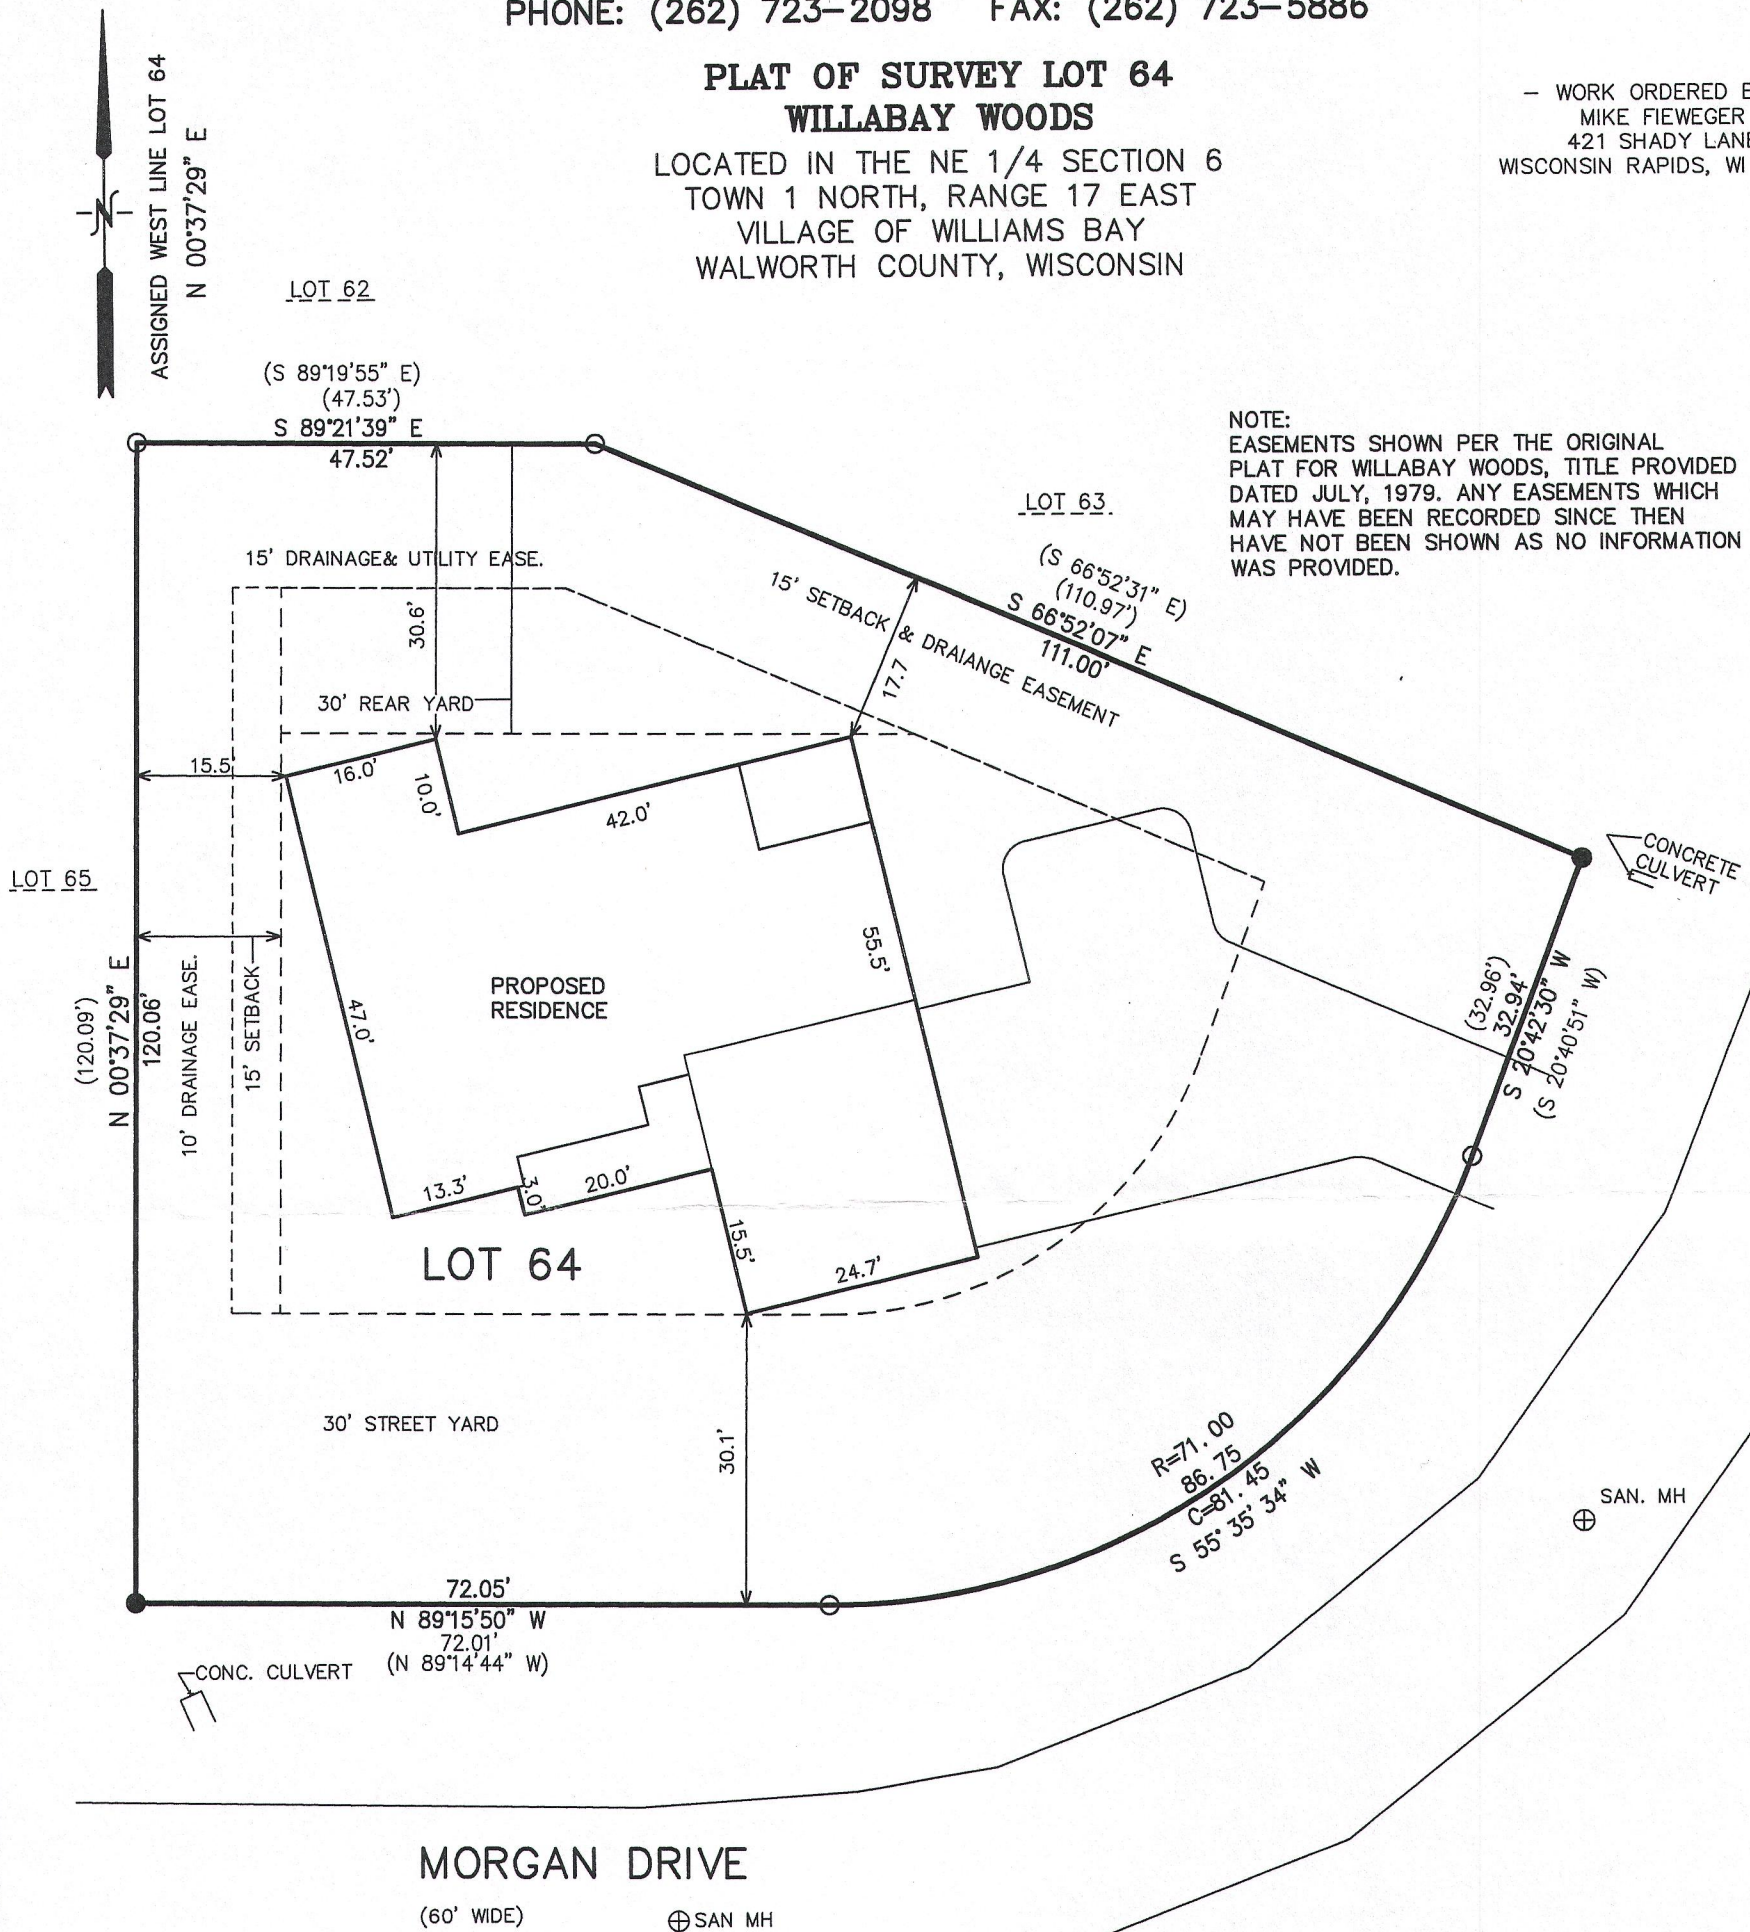 PHONE: (262) 723-2098 FAX: (262) 723-5886
PLAT OF SURVEY LOT 64
WILLABAY WOODS
LOCATED IN THE NE 1/4 SECTION 6
TOWN 1 NORTH, RANGE 17 EAST
VILLAGE OF WILLIAMS BAY
WALWORTH COUNTY, WISCONSIN
- WORK ORDERED
MIKE FIEWEGER
421 SHADY LANE
WISCONSIN RAPIDS, WI
ASSIGNED WEST LINE LOT 64
N 00°37'29" E
N
LOT 62
(S 89°19'55" E)
(47.53')
S 89°21'39" E
47.52'
NOTE:
EASEMENTS SHOWN PER THE ORIGINAL
PLAT FOR WILLABAY WOODS, TITLE PROVIDED
DATED JULY, 1979. ANY EASEMENTS WHICH
MAY HAVE BEEN RECORDED SINCE THEN
HAVE NOT BEEN SHOWN AS NO INFORMATION
WAS PROVIDED.
LOT 63
(S 66°52'31" E)
(110.97')
S 66°52'07" E
111.00'
15' SETBACK & DRAIANGE EASEMENT
15' DRAINAGE& UTILITY EASE.
30.6'
17.7
30' REAR YARD
15.5'
16.0'
10.0'
42.0'
CONCRETE
CULVERT
LOT 65
55.5'
(120.09')
N 00°37'29" E
120.06'
10' DRAINAGE EASE.
15' SETBACK
47.0'
PROPOSED
RESIDENCE
(32.96')
32.94'
S 20°42'30" W
(S 20°40'51" W)
13.3'
3.0'
20.0'
15.5'
24.7'
LOT 64
30' STREET YARD
30.1'
R=71.00
86.75
C=81.45
S 55°35'34" W
SAN. MH
72.05'
N 89°15'50" W
72.01'
(N 89°14'44" W)
CONC. CULVERT
MORGAN DRIVE
(60' WIDE)
SAN MH